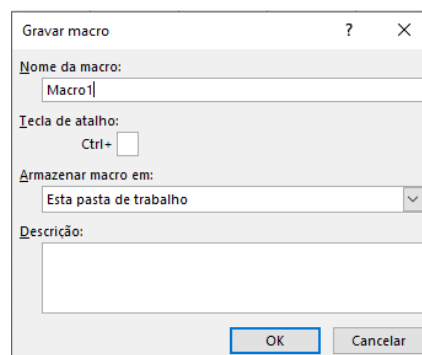 Gravar macro ? ×
Nome da macro:
Macro1
Tecla de atalho:
Ctrl+
Armazenar macro em:
Esta pasta de trabalho
Descrição:
OK Cancelar